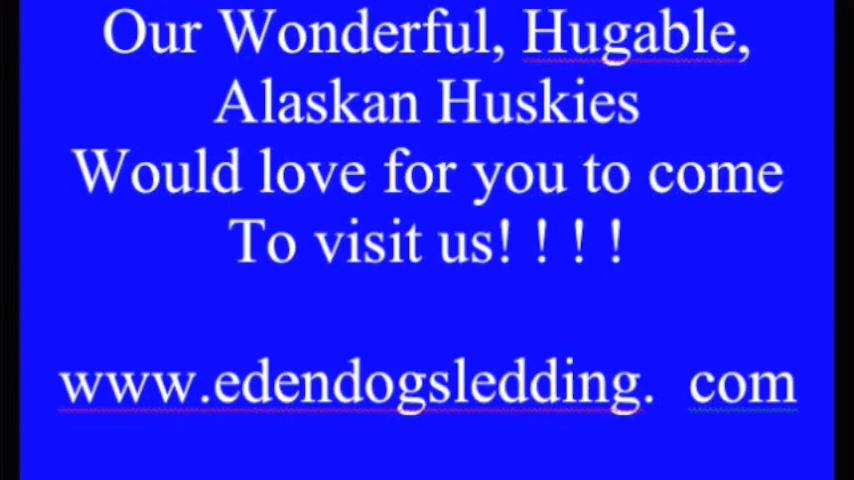 Our Wonderful, Hugable,
Alaskan Huskies
Would love for you to come
To visit us! ! ! !
www.edendogsledding.  com